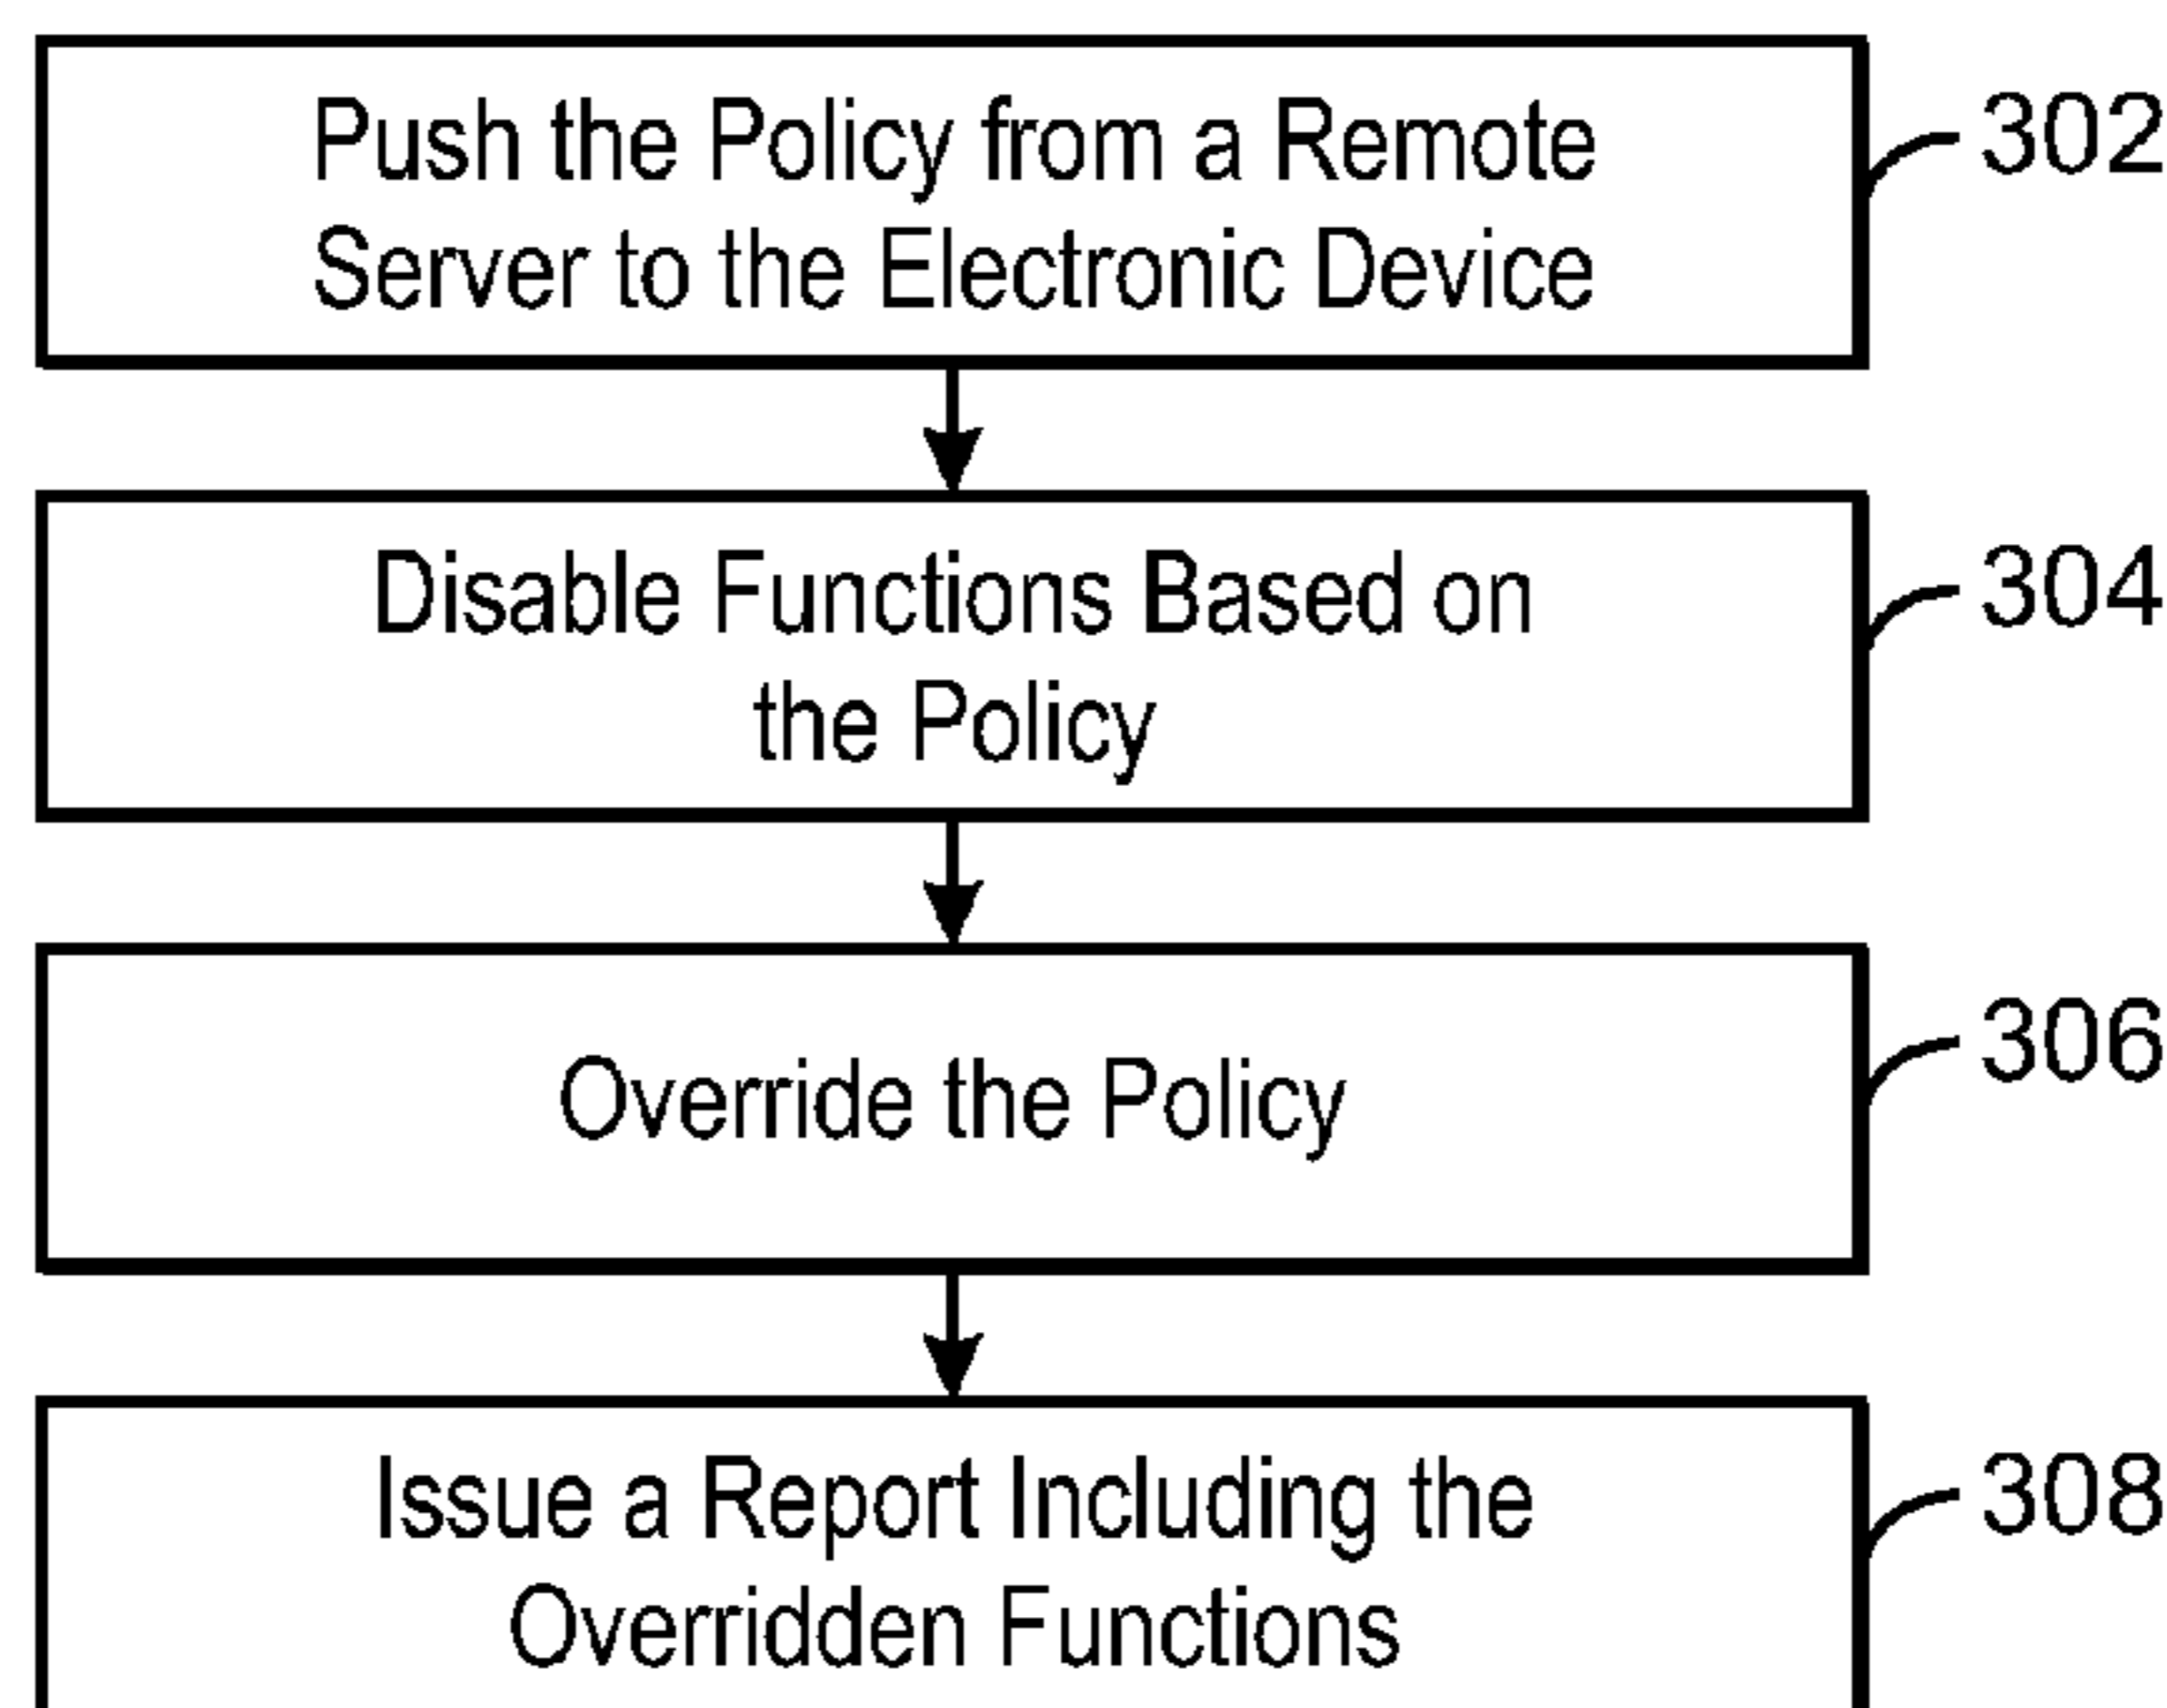 Push the Policy from a Remote
Server to the Electronic Device
302
Disable Functions Based on
the Policy
304
Override the Policy
306
Issue a Report Including the
Overridden Functions
308